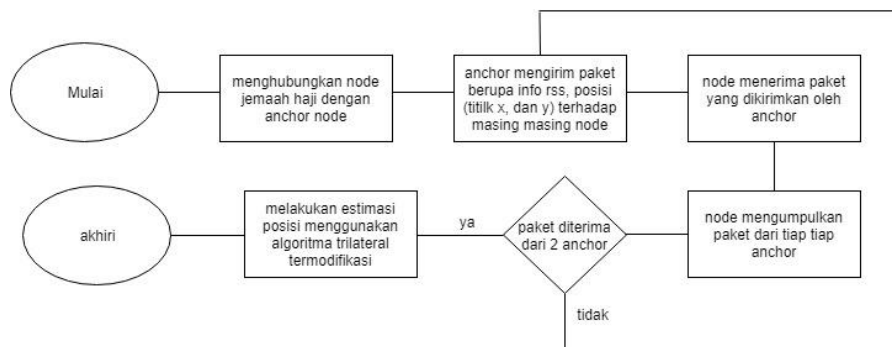 Mulai
menghubungkan node
jemaah haji dengan
anchor node
anchor mengirim paket
berupa info rss, posisi
(titilk x, dan y) terhadap
masing masing node
node menerima paket
yang dikirimkan oleh
anchor
node mengumpulkan
paket dari tiap tiap
anchor
paket diterima
dari 2 anchor
ya
tidak
melakukan estimasi
posisi menggunakan
algoritma trilateral
termodifikasi
akhiri